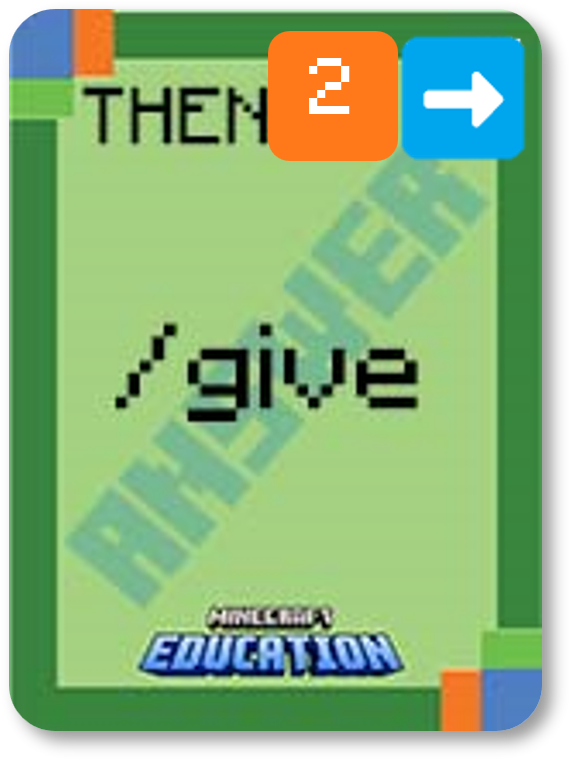 THEN
2
/give
ANSWER
MINECRAFT
EDUCATION